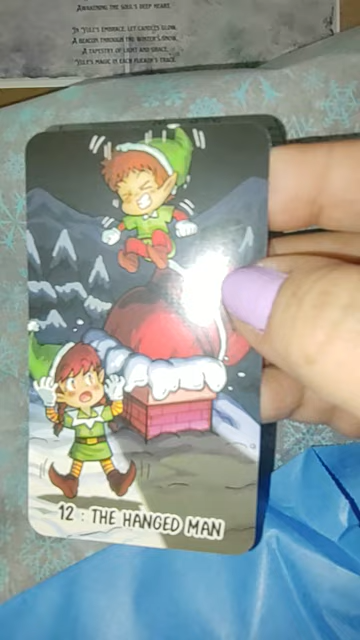 AWAKENING THE SOUL'S DEEP HEART.
IN YULE'S EMBRACE, LET CANDLES GLOW,
A BEACON THROUGH THE WINTER'S SNOW,
A TAPESTRY OF LIGHT AND GRACE,
YULE'S MAGIC IN EACH FLICKER'S TRACE.
12 : THE HANGED MAN